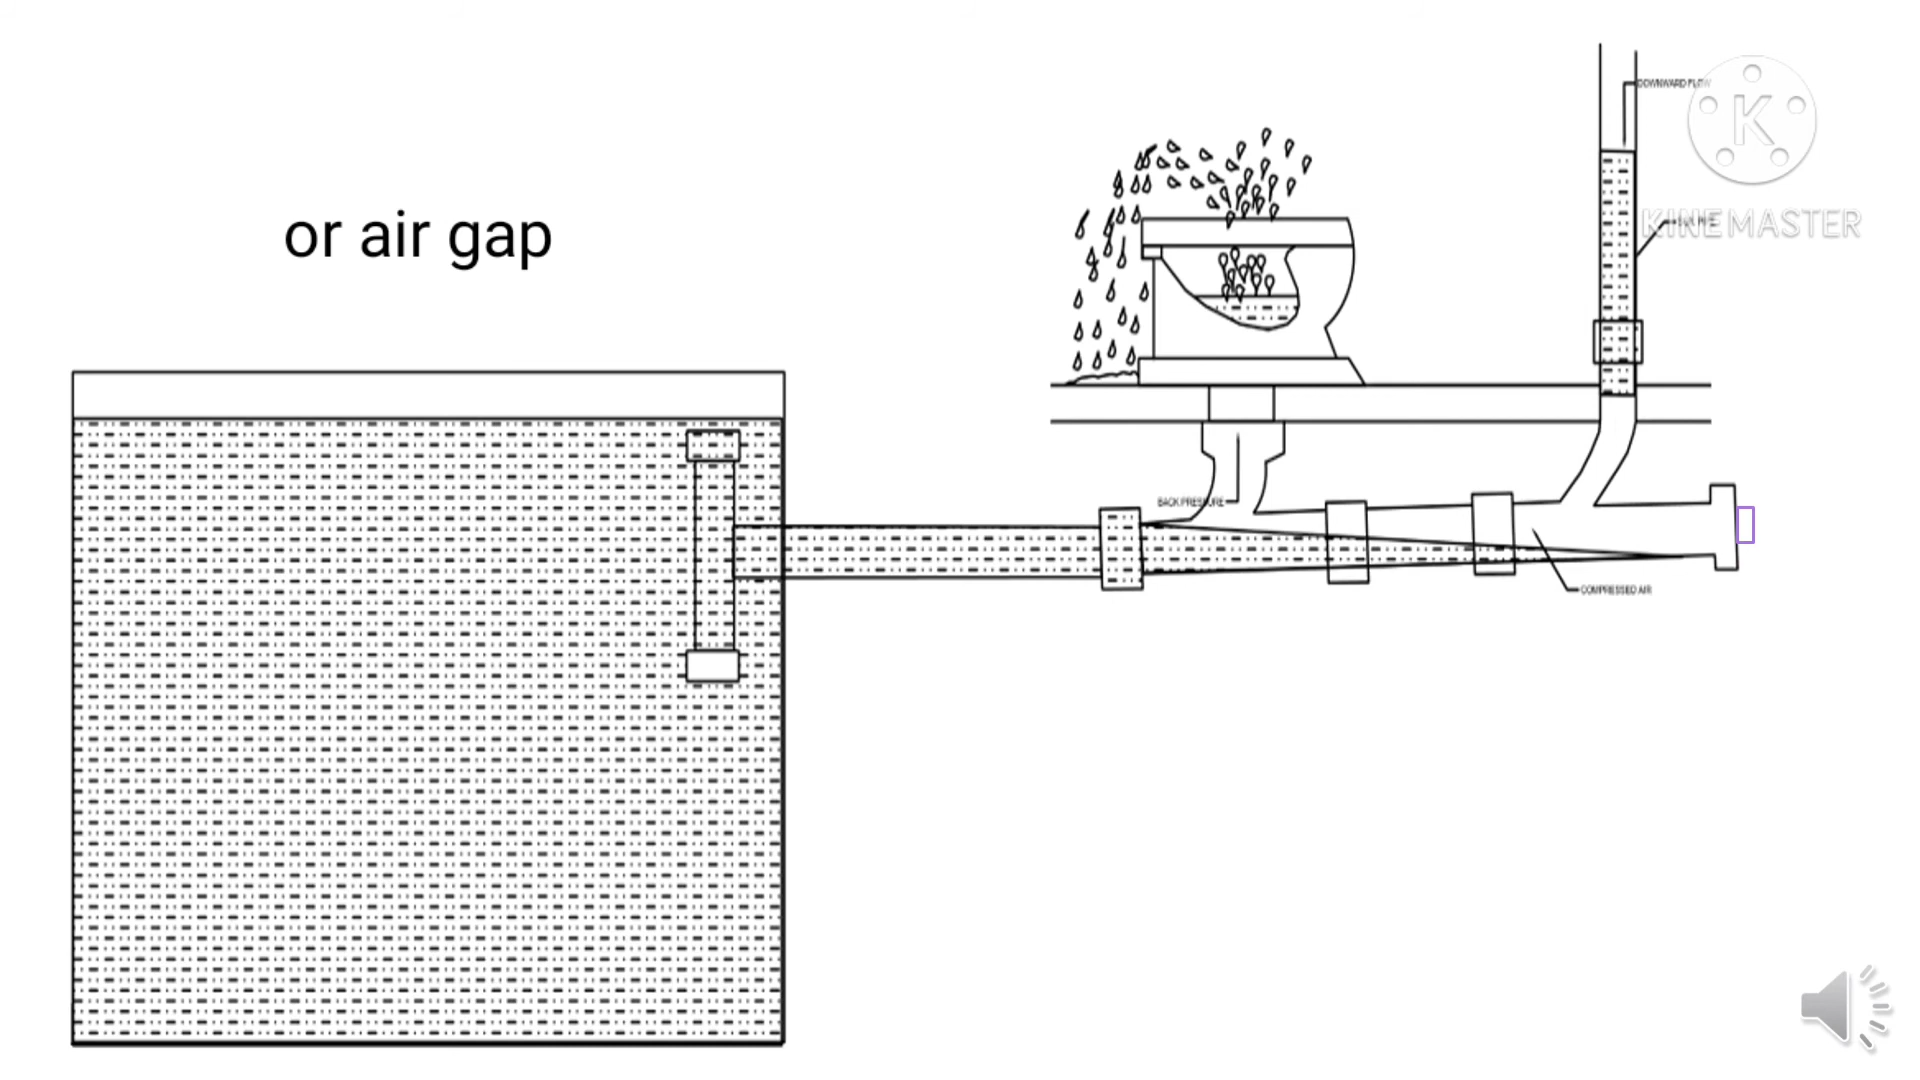 DOWNWARD FLOW
K
KINEMASTER
or air gap
BACK PRESSURE
COMPRESSED AIR